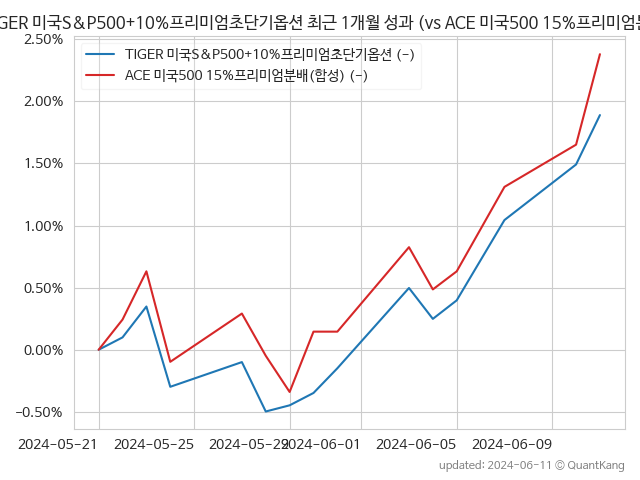 GER 미국S&P500+10%프리미엄초단기옵션 최근 1개월 성과 (vs ACE 미국500 15%프리미엄분
TIGER 미국S&P500+10%프리미엄초단기옵션 (-)
ACE 미국500 15%프리미엄분배(합성) (-)
2.50%
2.00%
1.50%
1.00%
0.50%
0.00%
-0.50%
2024-05-21 2024-05-25 2024-05-29 2024-06-01 2024-06-05 2024-06-09
updated: 2024-06-11 © QuantKang